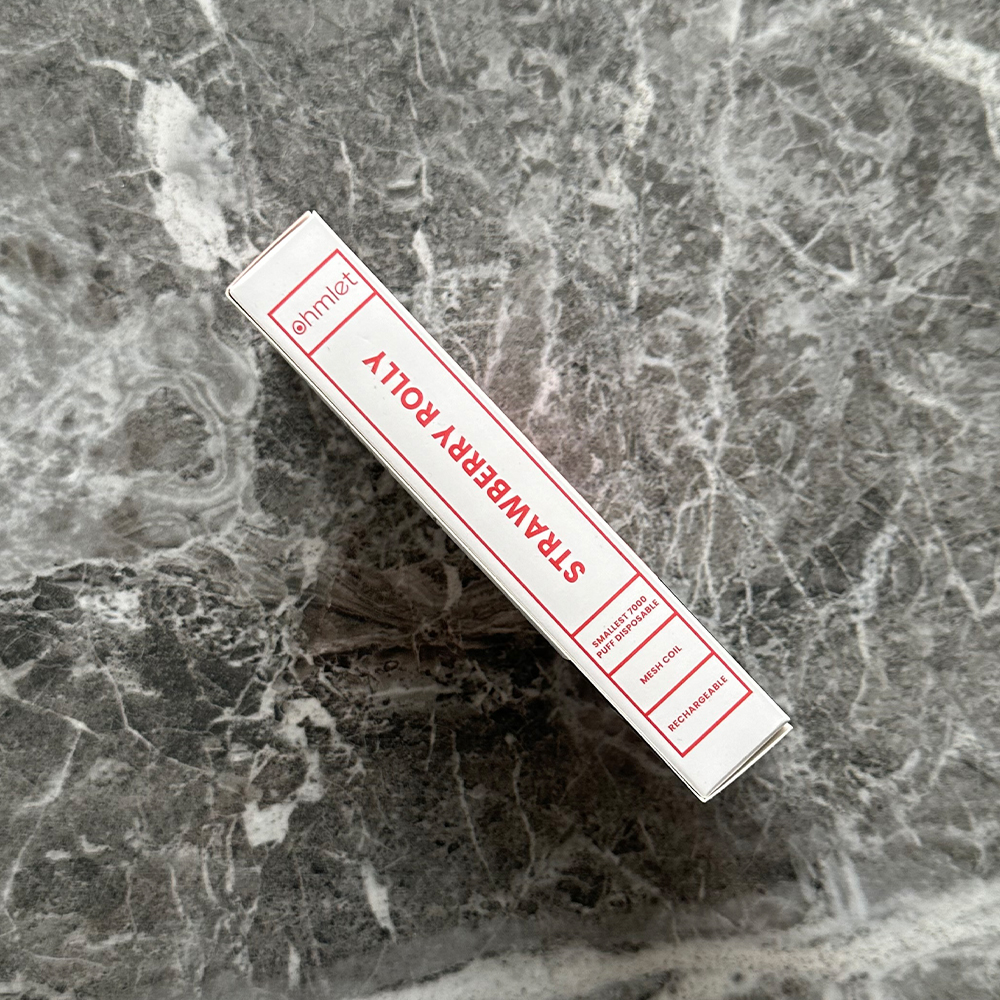 ohmlet
STRAWBERRY ROLLY
SMALLEST 7000
PUFF DISPOSABLE
MESH COIL
RECHARGEABLE